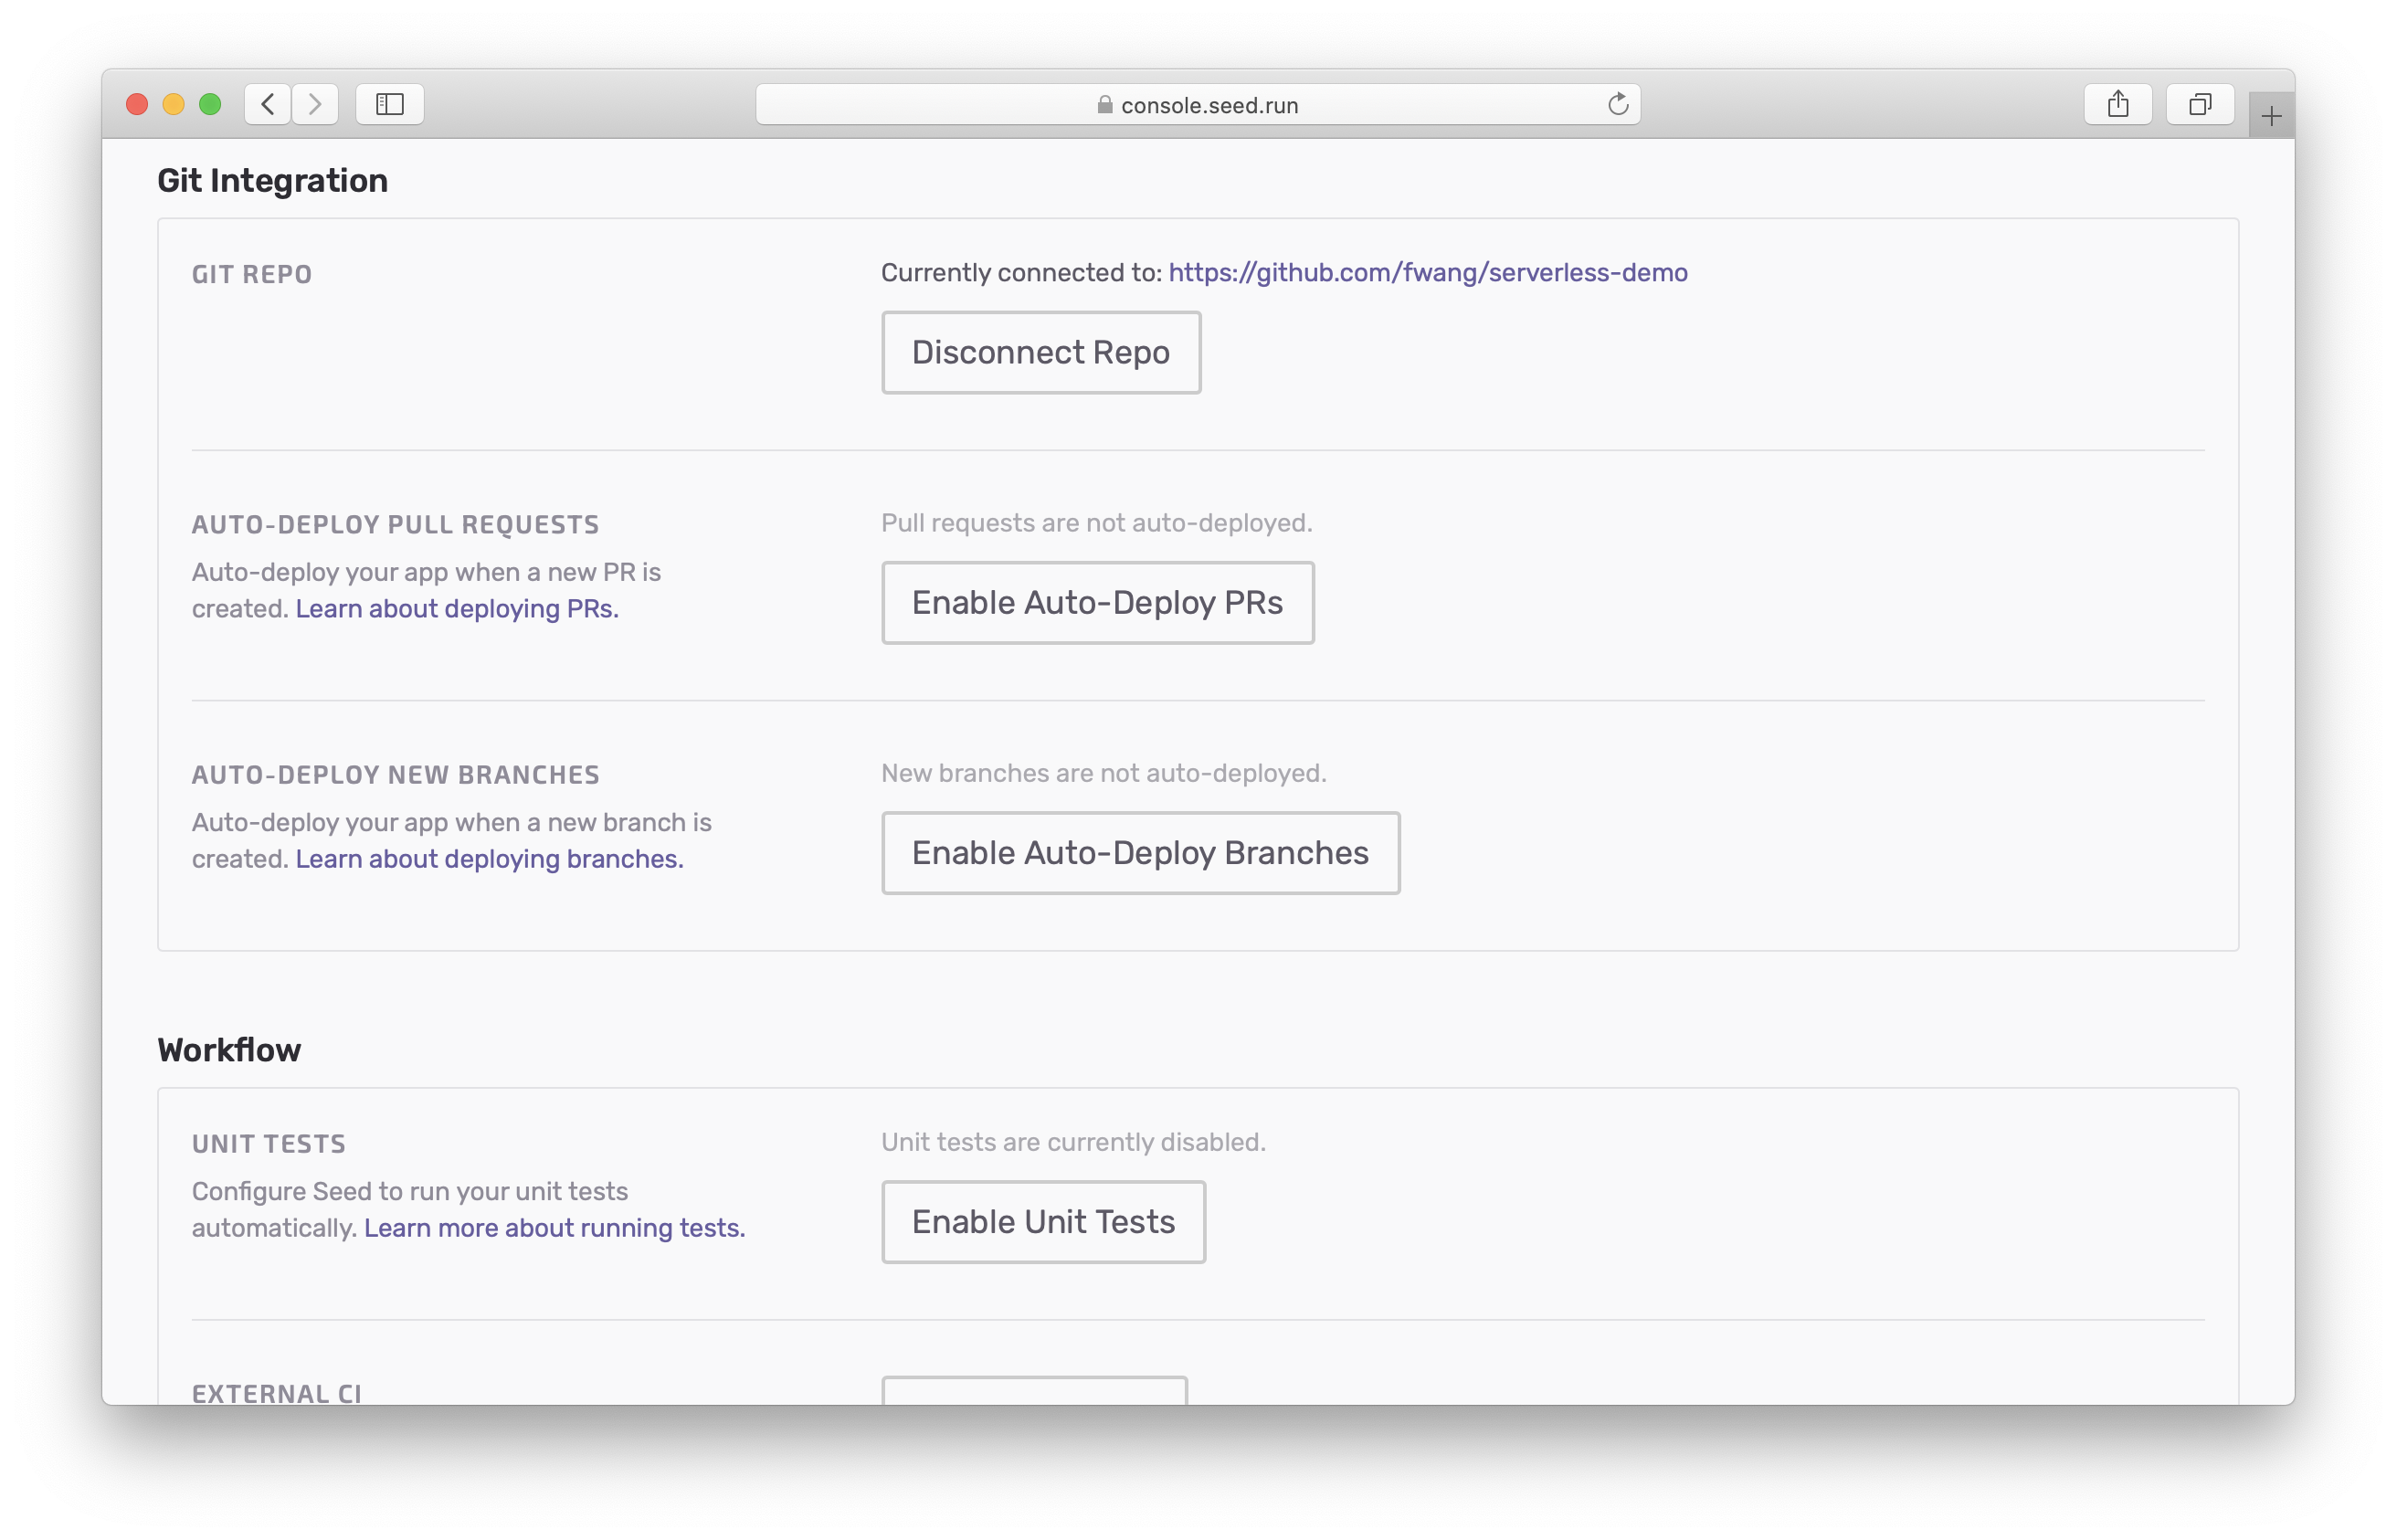 console.seed.run
Git Integration
GIT REPO
Currently connected to: https://github.com/fwang/serverless-demo
Disconnect Repo
AUTO-DEPLOY PULL REQUESTS
Auto-deploy your app when a new PR is
created. Learn about deploying PRs.
Pull requests are not auto-deployed.
Enable Auto-Deploy PRs
AUTO-DEPLOY NEW BRANCHES
Auto-deploy your app when a new branch is
created. Learn about deploying branches.
New branches are not auto-deployed.
Enable Auto-Deploy Branches
Workflow
UNIT TESTS
Configure Seed to run your unit tests
automatically. Learn more about running tests.
Unit tests are currently disabled.
Enable Unit Tests
EXTERNAL CI